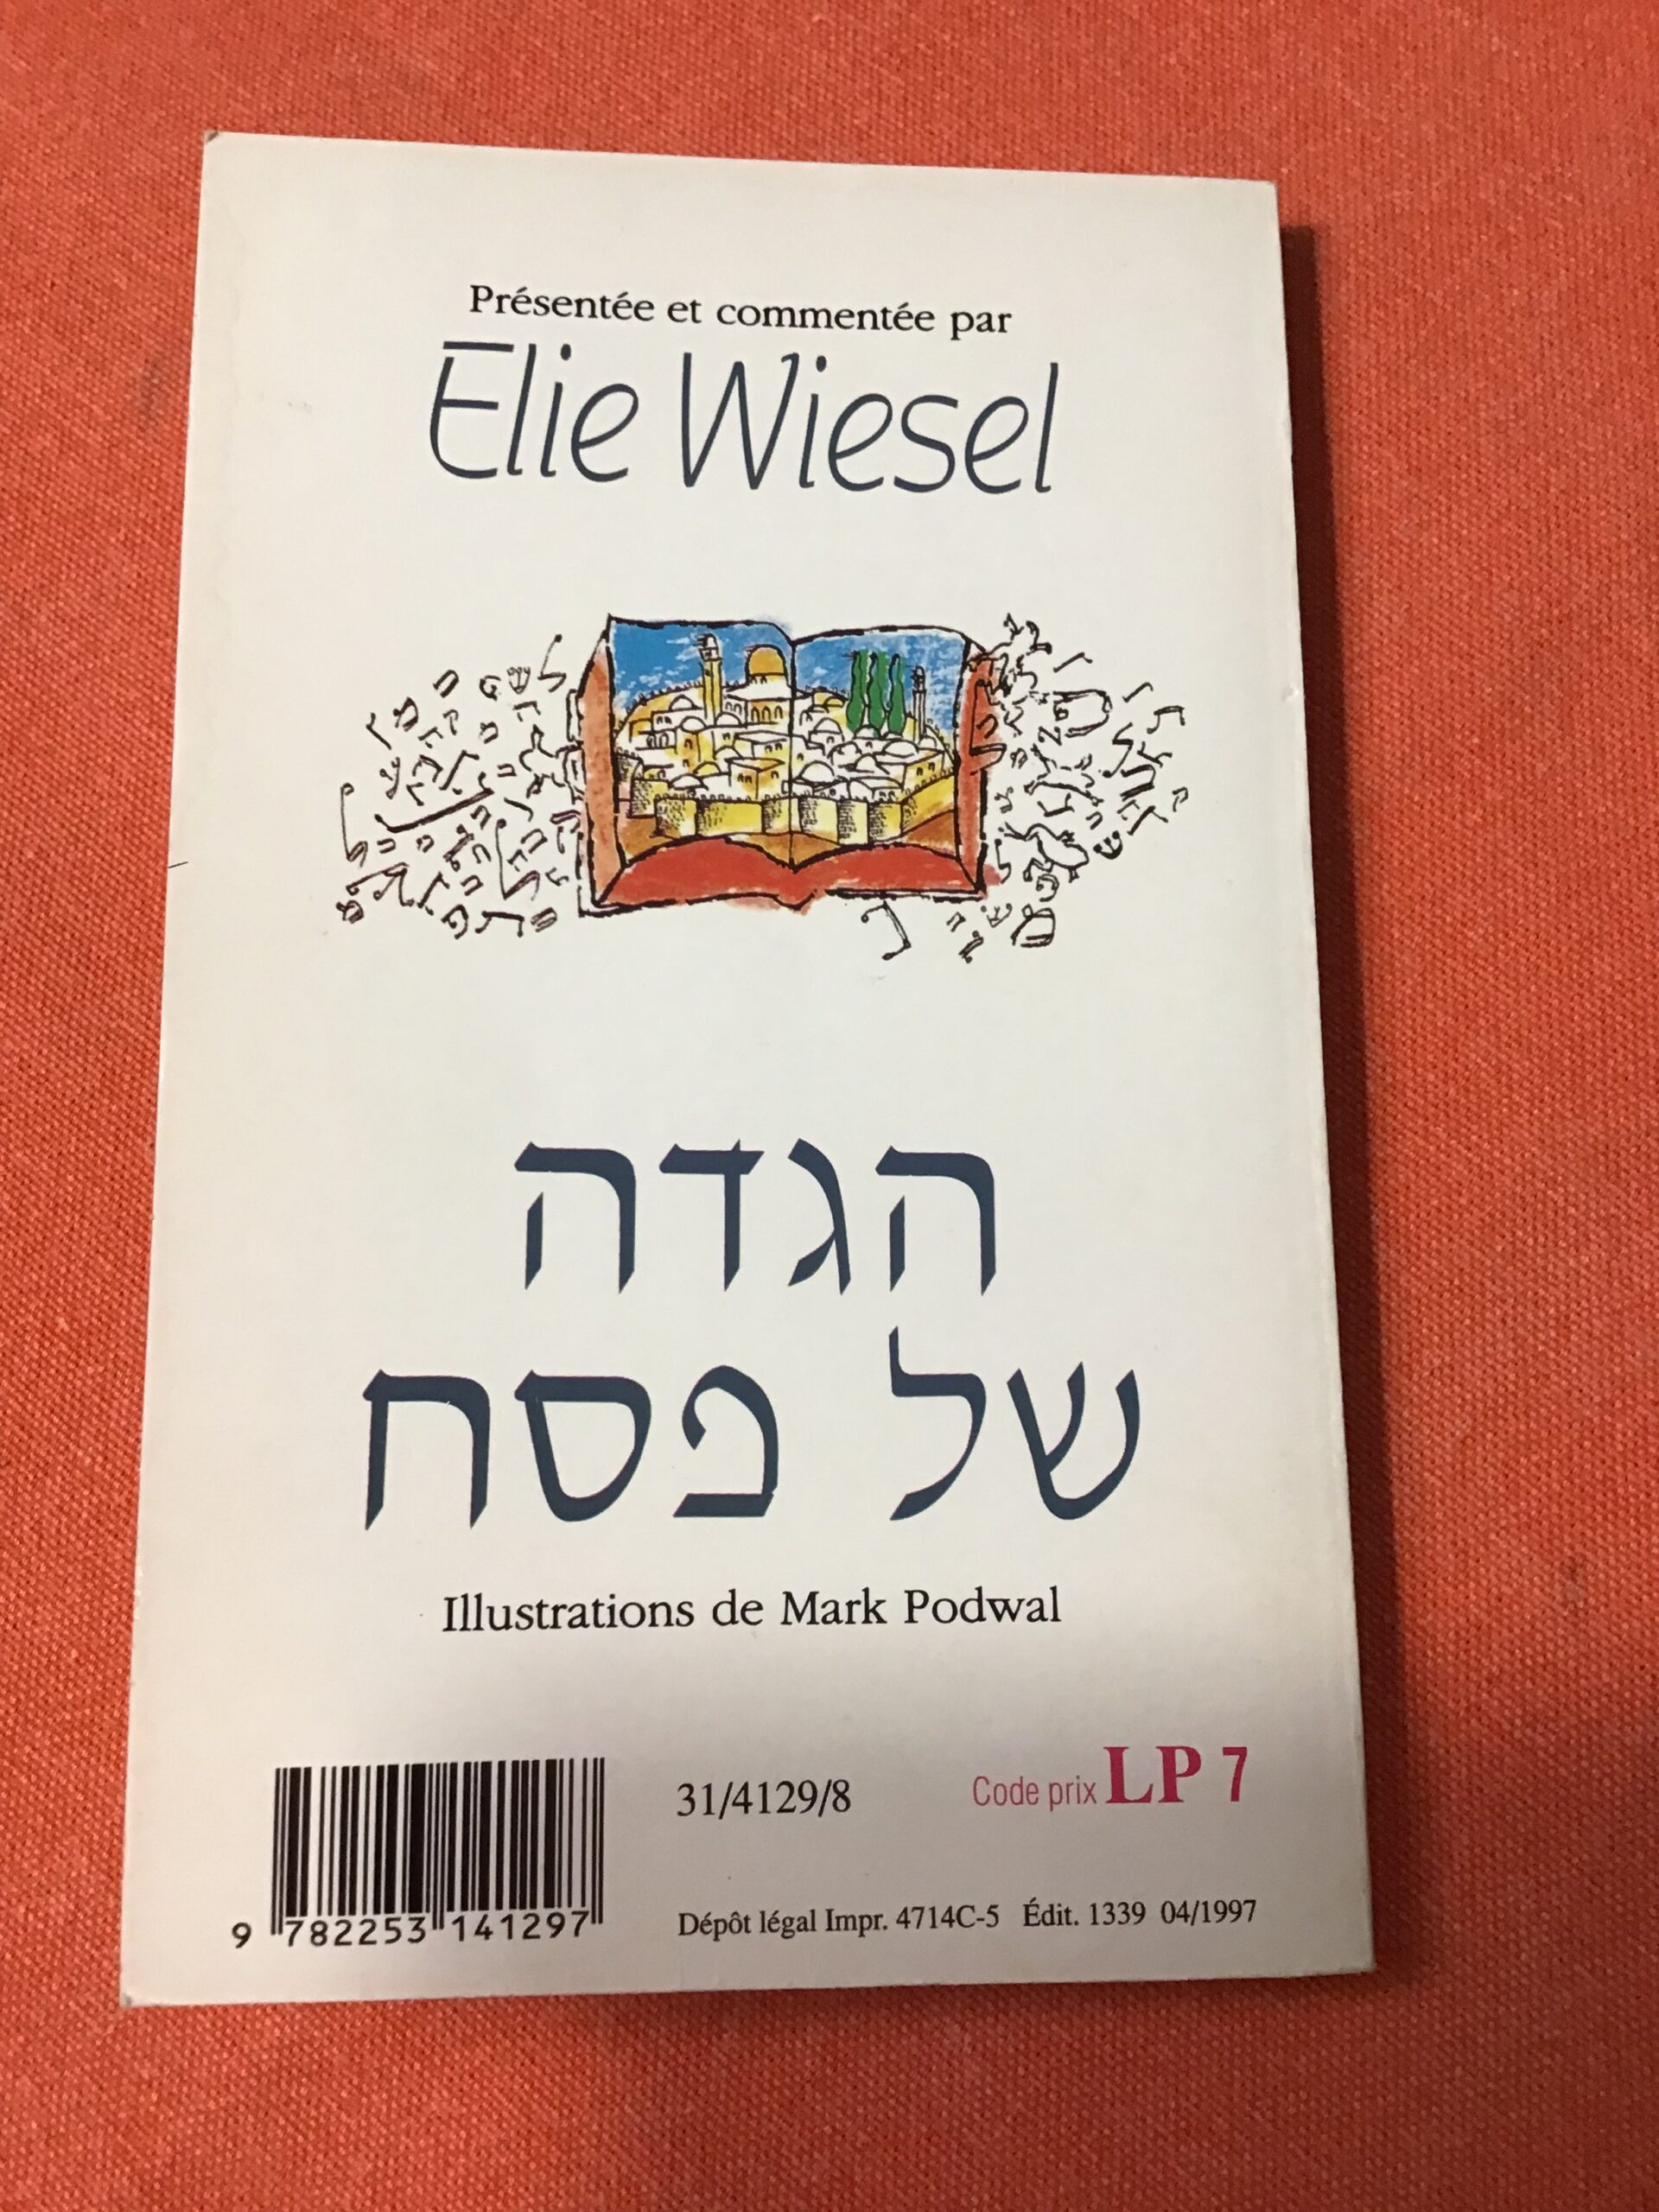 Présentée et commentée par
Elie Wiesel
הגדה
של פסח
Illustrations de Mark Podwal
31/4129/8
Code prix LP 7
9 782253 141297
Dépôt légal Impr. 4714C-5 Édit. 1339 04/1997